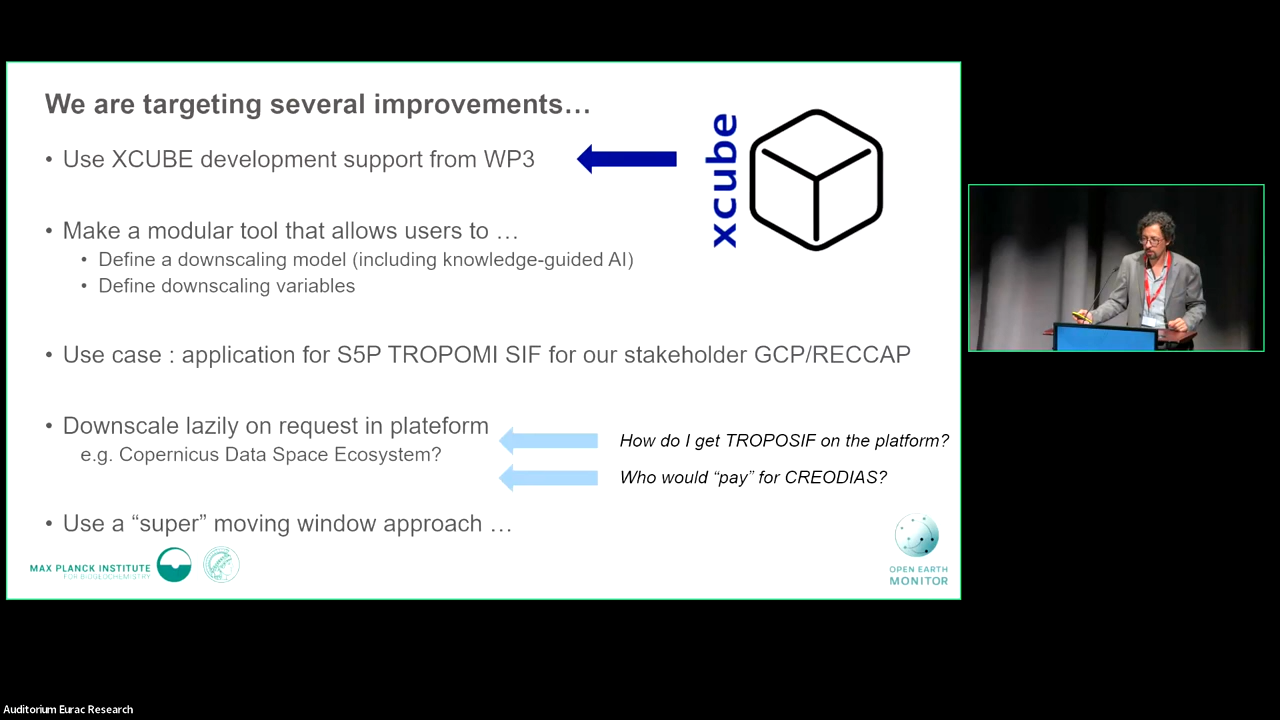 We are targeting several improvements…
• Use XCUBE development support from WP3
xcube
• Make a modular tool that allows users to …
• Define a downscaling model (including knowledge-guided AI)
• Define downscaling variables
• Use case : application for S5P TROPOMI SIF for our stakeholder GCP/RECCAP
• Downscale lazily on request in plateform
e.g. Copernicus Data Space Ecosystem?
How do I get TROPOSIF on the platform?
Who would “pay” for CREODIAS?
• Use a “super” moving window approach …
MAX PLANCK INSTITUTE
FOR BIOGEOCHEMISTRY
OPEN EARTH
MONITOR
Auditorium Eurac Research